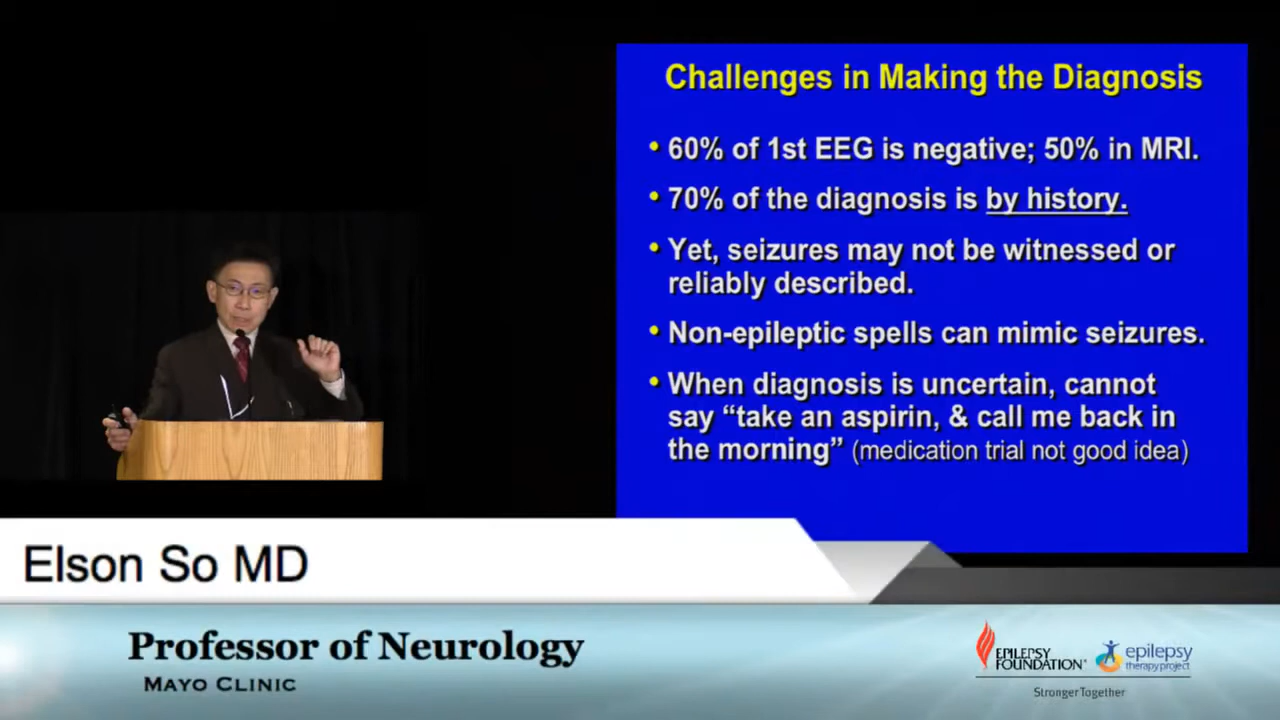 Challenges in Making the Diagnosis
• 60% of 1st EEG is negative; 50% in MRI.
• 70% of the diagnosis is by history.
• Yet, seizures may not be witnessed or
reliably described.
• Non-epileptic spells can mimic seizures.
• When diagnosis is uncertain, cannot
say “take an aspirin, & call me back in
the morning” (medication trial not good idea)
Elson So MD
Professor of Neurology
MAYO CLINIC
EPILEPSY
FOUNDATION®
epilepsy
therapy project
StrongerTogether